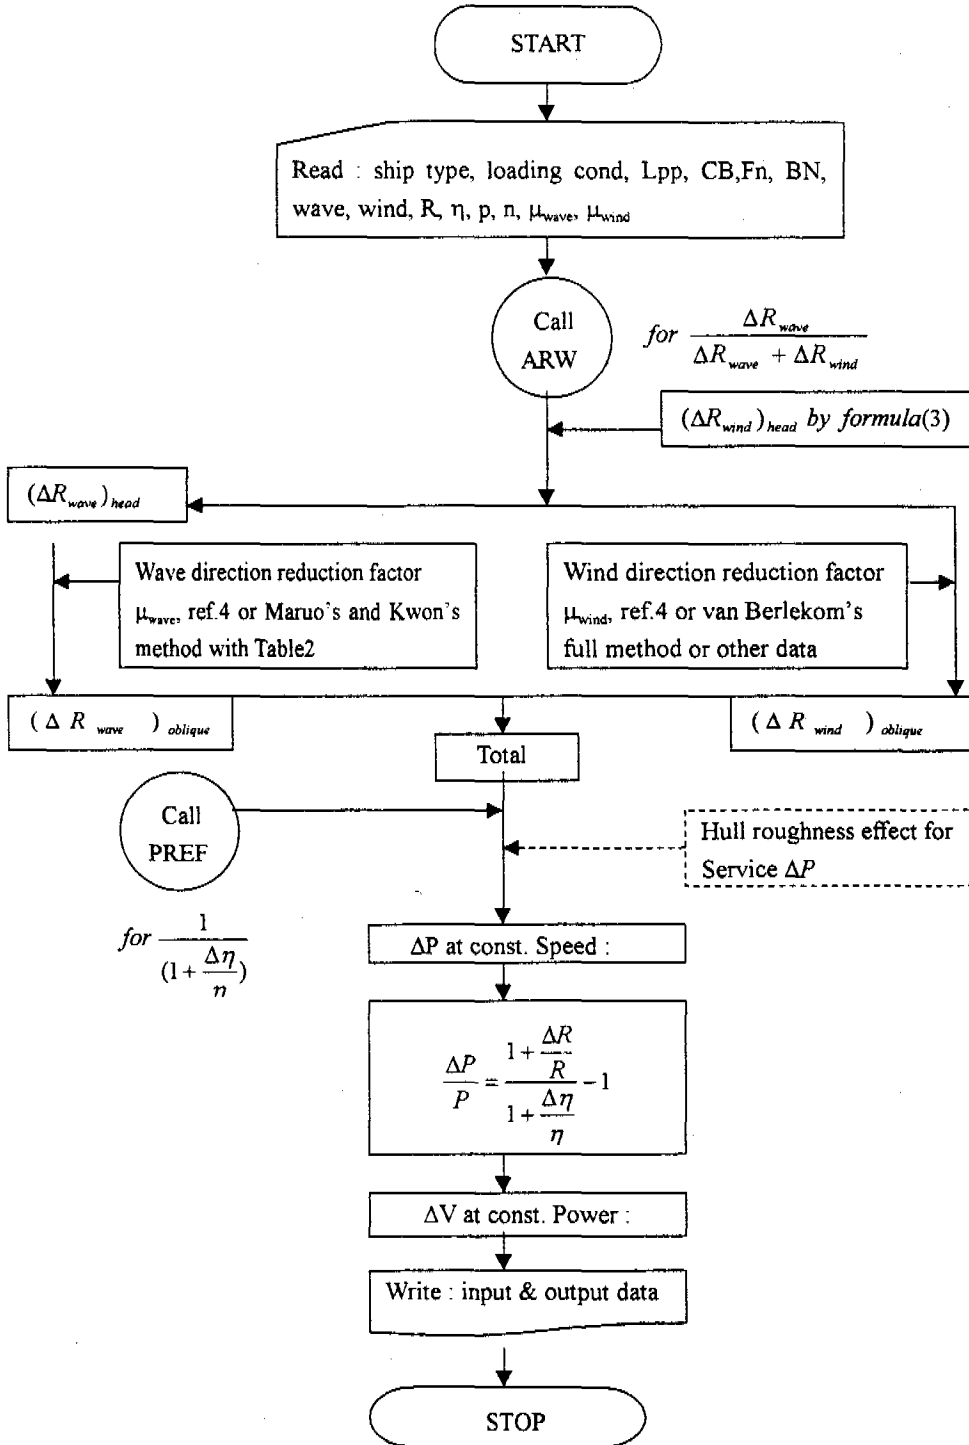 START
Read : ship type, loading cond, Lpp, CB,Fn, BN,
wave, wind, R, η, p, n, μwave, μwind
Call
ARW
for ΔRwave / ΔRwave + ΔRwind
(ΔRwind)head by formula(3)
(ΔRwave)head
Wave direction reduction factor
μwave, ref.4 or Maruo's and Kwon's
method with Table2
Wind direction reduction factor
μwind, ref.4 or van Berlekom's
full method or other data
(ΔR wave )oblique
(ΔR wind )oblique
Total
Call
PREF
Hull roughness effect for
Service ΔP
for 1 / (1 + Δη/n)
ΔP at const. Speed :
ΔP/P = (1 + ΔR/R) / (1 + Δη/η) - 1
ΔV at const. Power :
Write : input & output data
STOP